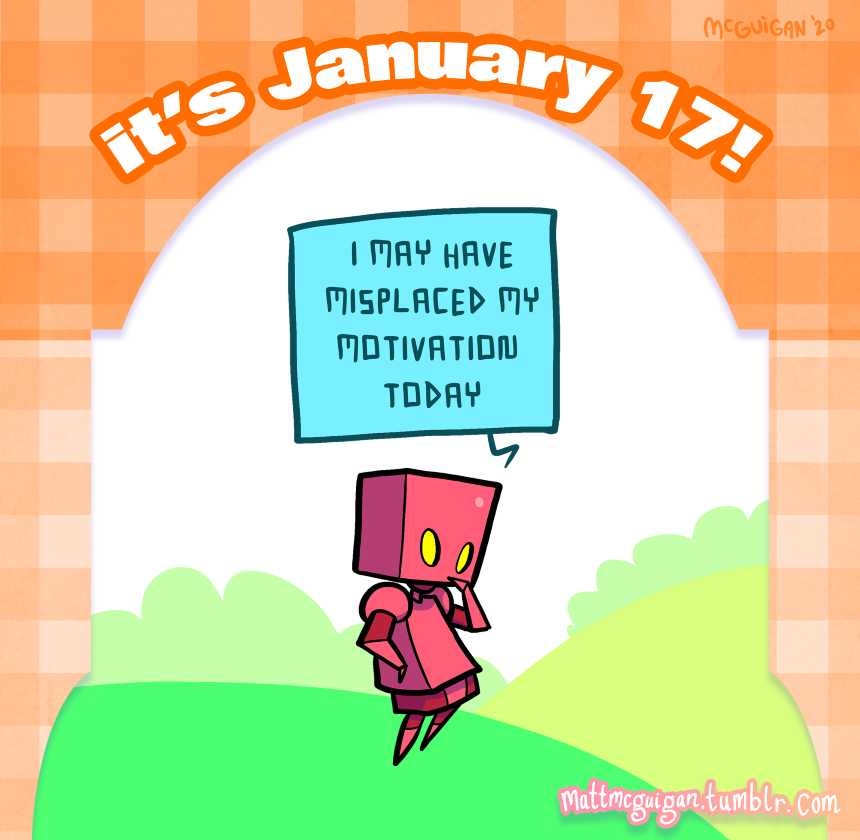 McGUiGAN '20
it's January 17!
I MAY HAVE
MISPLACED MY
MOTIVATION
TODAY
mattmcguigan.tumblr.com